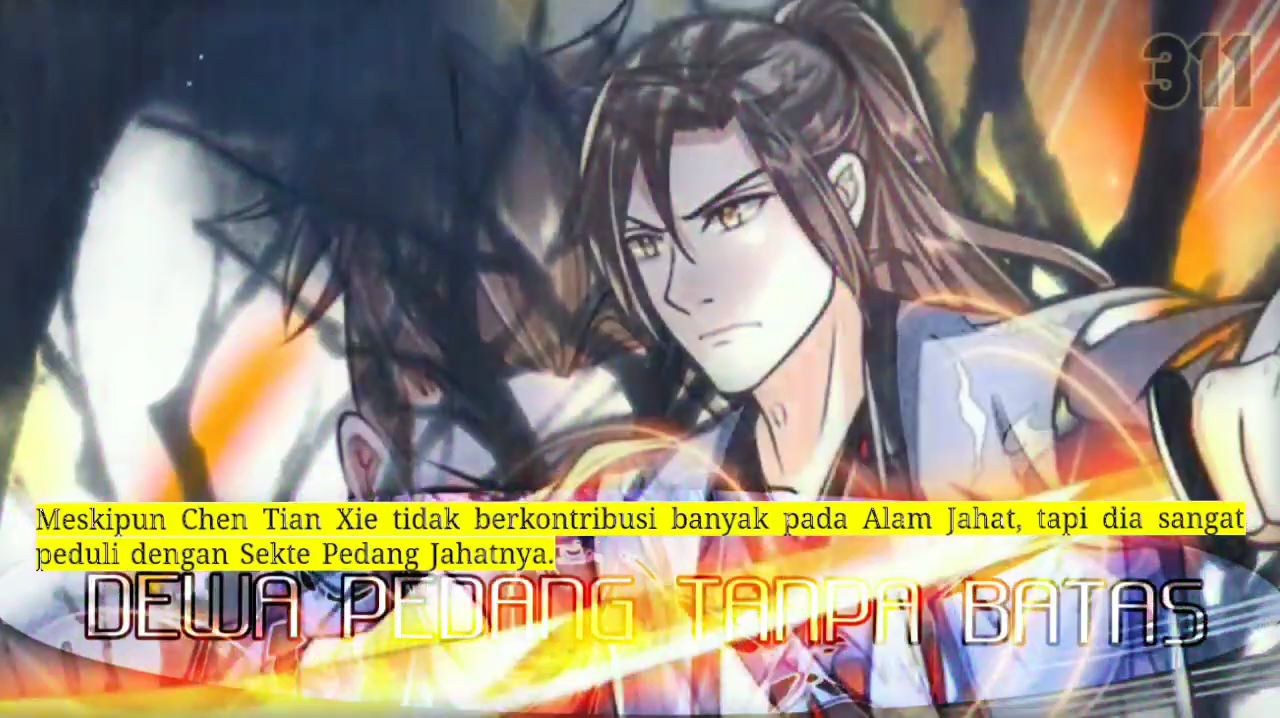 311
Meskipun Chen Tian Xie tidak berkontribusi banyak pada Alam Jahat, tapi dia sangat
peduli dengan Sekte Pedang Jahatnya.
DEWA PEDANG TANPA BATAS